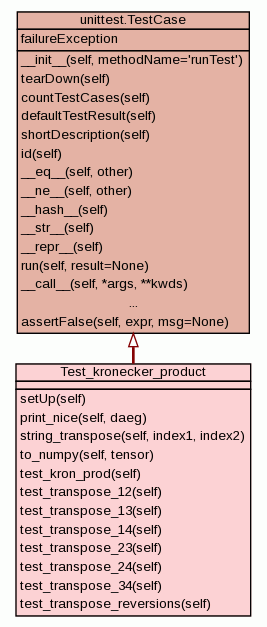 unittest.TestCase
failureException
__init__(self, methodName='runTest')
tearDown(self)
countTestCases(self)
defaultTestResult(self)
shortDescription(self)
id(self)
__eq__(self, other)
__ne__(self, other)
__hash__(self)
__str__(self)
__repr__(self)
run(self, result=None)
__call__(self, *args, **kwds)
...
assertFalse(self, expr, msg=None)
Test_kronecker_product
setUp(self)
print_nice(self, daeg)
string_transpose(self, index1, index2)
to_numpy(self, tensor)
test_kron_prod(self)
test_transpose_12(self)
test_transpose_13(self)
test_transpose_14(self)
test_transpose_23(self)
test_transpose_24(self)
test_transpose_34(self)
test_transpose_reversions(self)